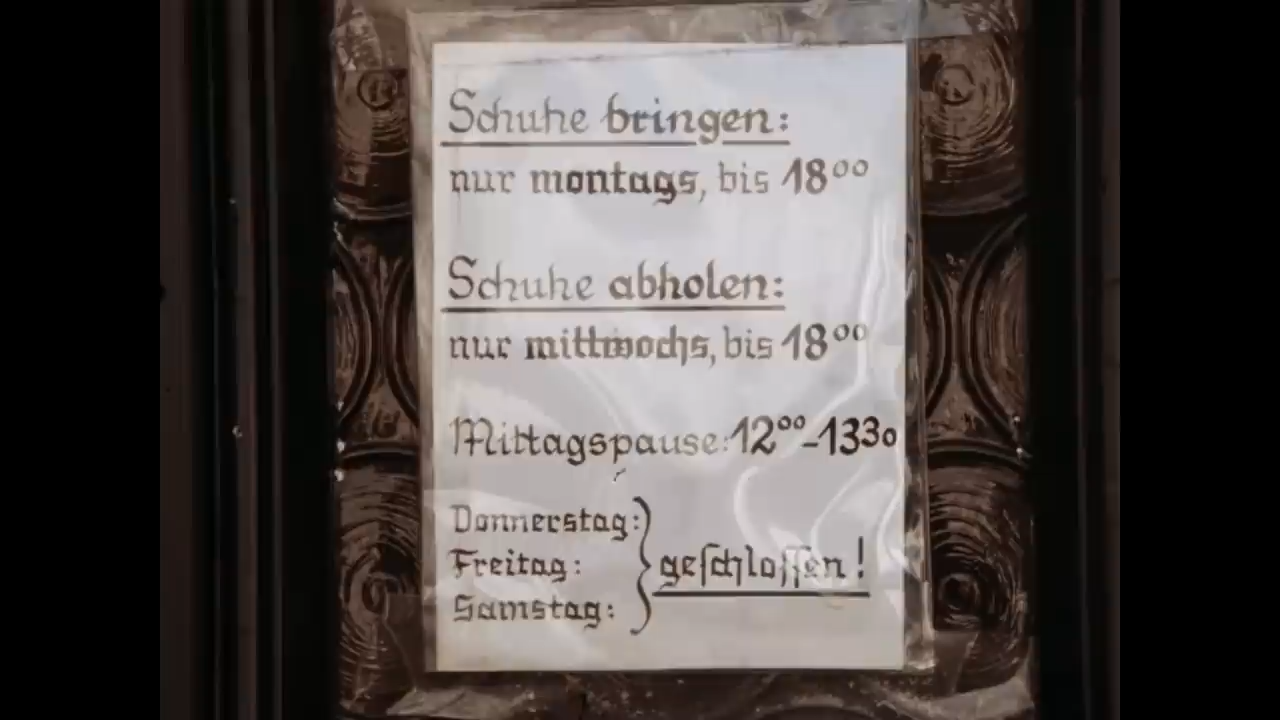 Schuhe bringen:
nur montags, bis 18⁰⁰
Schuhe abholen:
nur mittwochs, bis 18⁰⁰
Mittagspause: 12⁰⁰-13³⁰
Donnerstag:
Freitag:
Samstag:
geſchloſſen!